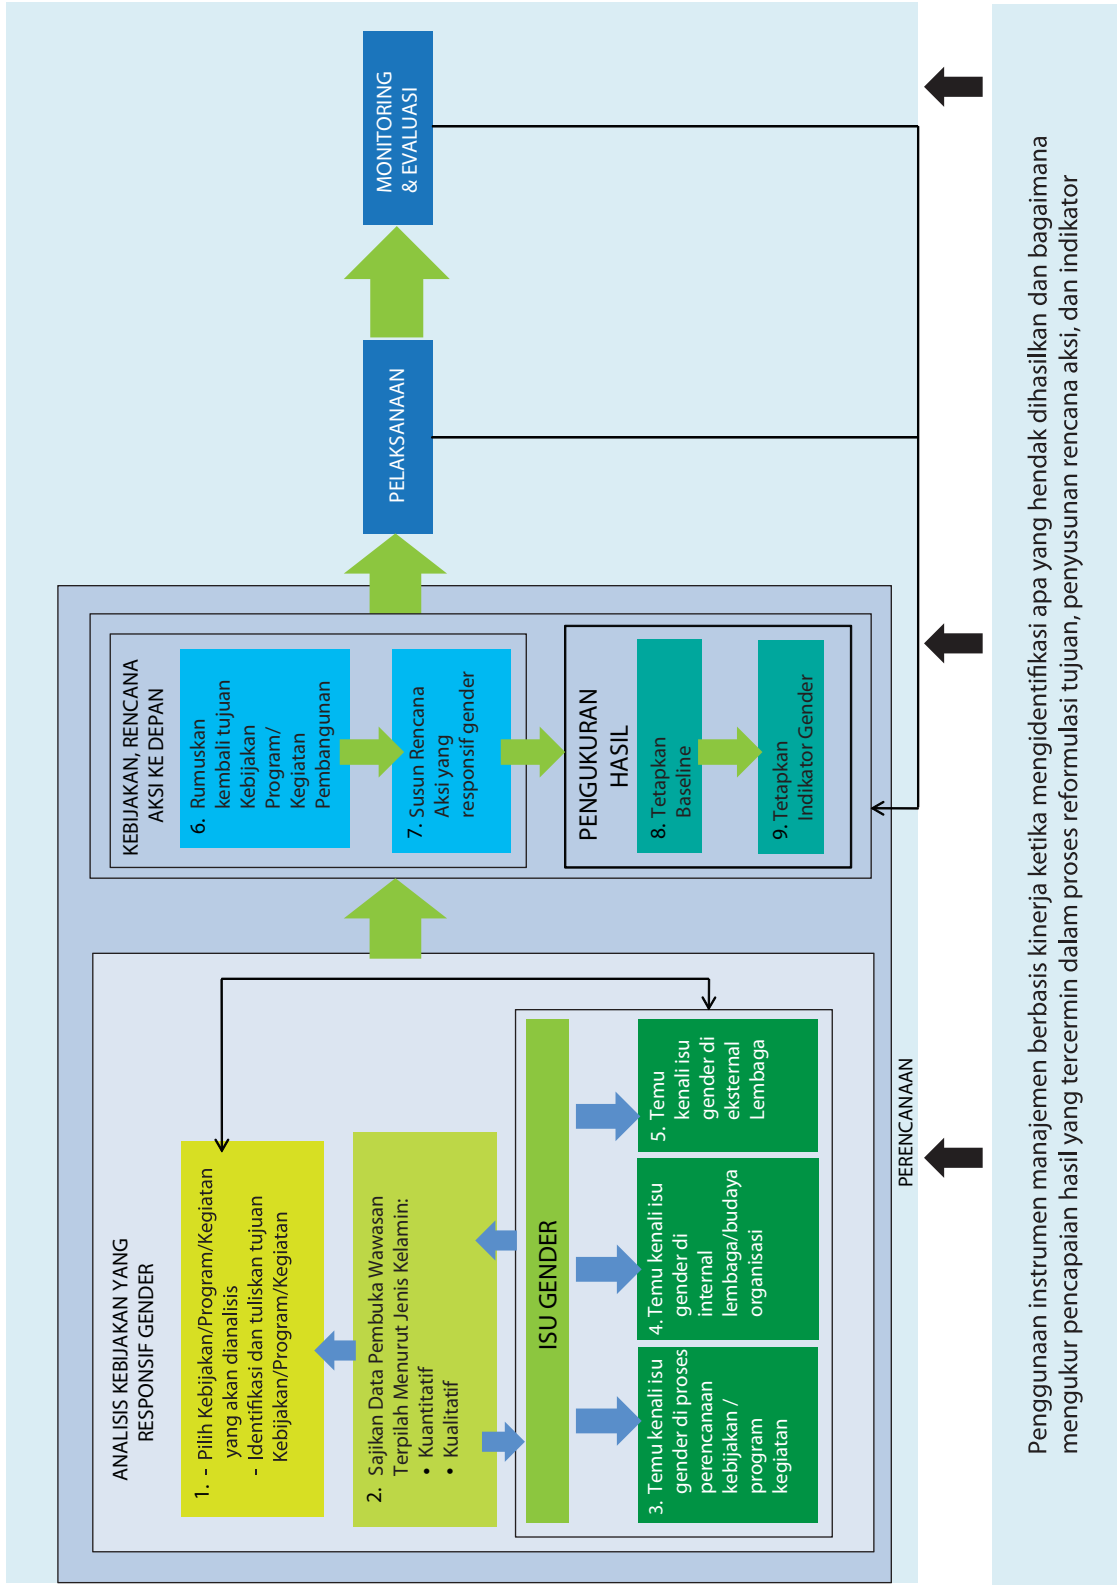 ANALISIS KEBIJAKAN YANG
RESPONSIF GENDER
1. - Pilih Kebijakan/Program/Kegiatan
yang akan dianalisis
- Identifikasi dan tuliskan tujuan
Kebijakan/Program/Kegiatan
2. Sajikan Data Pembuka Wawasan
Terpilah Menurut Jenis Kelamin:
• Kuantitatif
• Kualitatif
ISU GENDER
3. Temu kenali isu
gender di proses
perencanaan
kebijakan /
program
kegiatan
4. Temu kenali isu
gender di
internal
lembaga/budaya
organisasi
5. Temu
kenali isu
gender di
eksternal
Lembaga
KEBIJAKAN, RENCANA
AKSI KE DEPAN
6. Rumuskan
kembali tujuan
Kebijakan
Program/
Kegiatan
Pembangunan
7. Susun Rencana
Aksi yang
responsif gender
PENGUKURAN
HASIL
8. Tetapkan
Baseline
9. Tetapkan
Indikator Gender
PELAKSANAAN
MONITORING
& EVALUASI
PERENCANAAN
Penggunaan instrumen manajemen berbasis kinerja ketika mengidentifikasi apa yang hendak dihasilkan dan bagaimana
mengukur pencapaian hasil yang tercermin dalam proses reformulasi tujuan, penyusunan rencana aksi, dan indikator